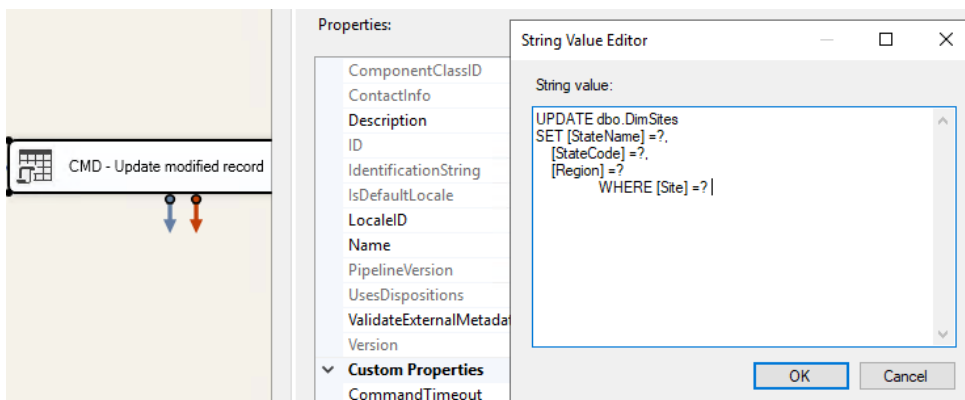 Properties:
ComponentClassID
ContactInfo
Description
ID
IdentificationString
IsDefaultLocale
LocaleID
Name
PipelineVersion
UsesDispositions
ValidateExternalMetadat
Version
Custom Properties
CommandTimeout
CMD - Update modified record
String Value Editor
String value:
UPDATE dbo.DimSites
SET [StateName] =?,
[StateCode] =?,
[Region] =?
WHERE [Site] =?
OK
Cancel